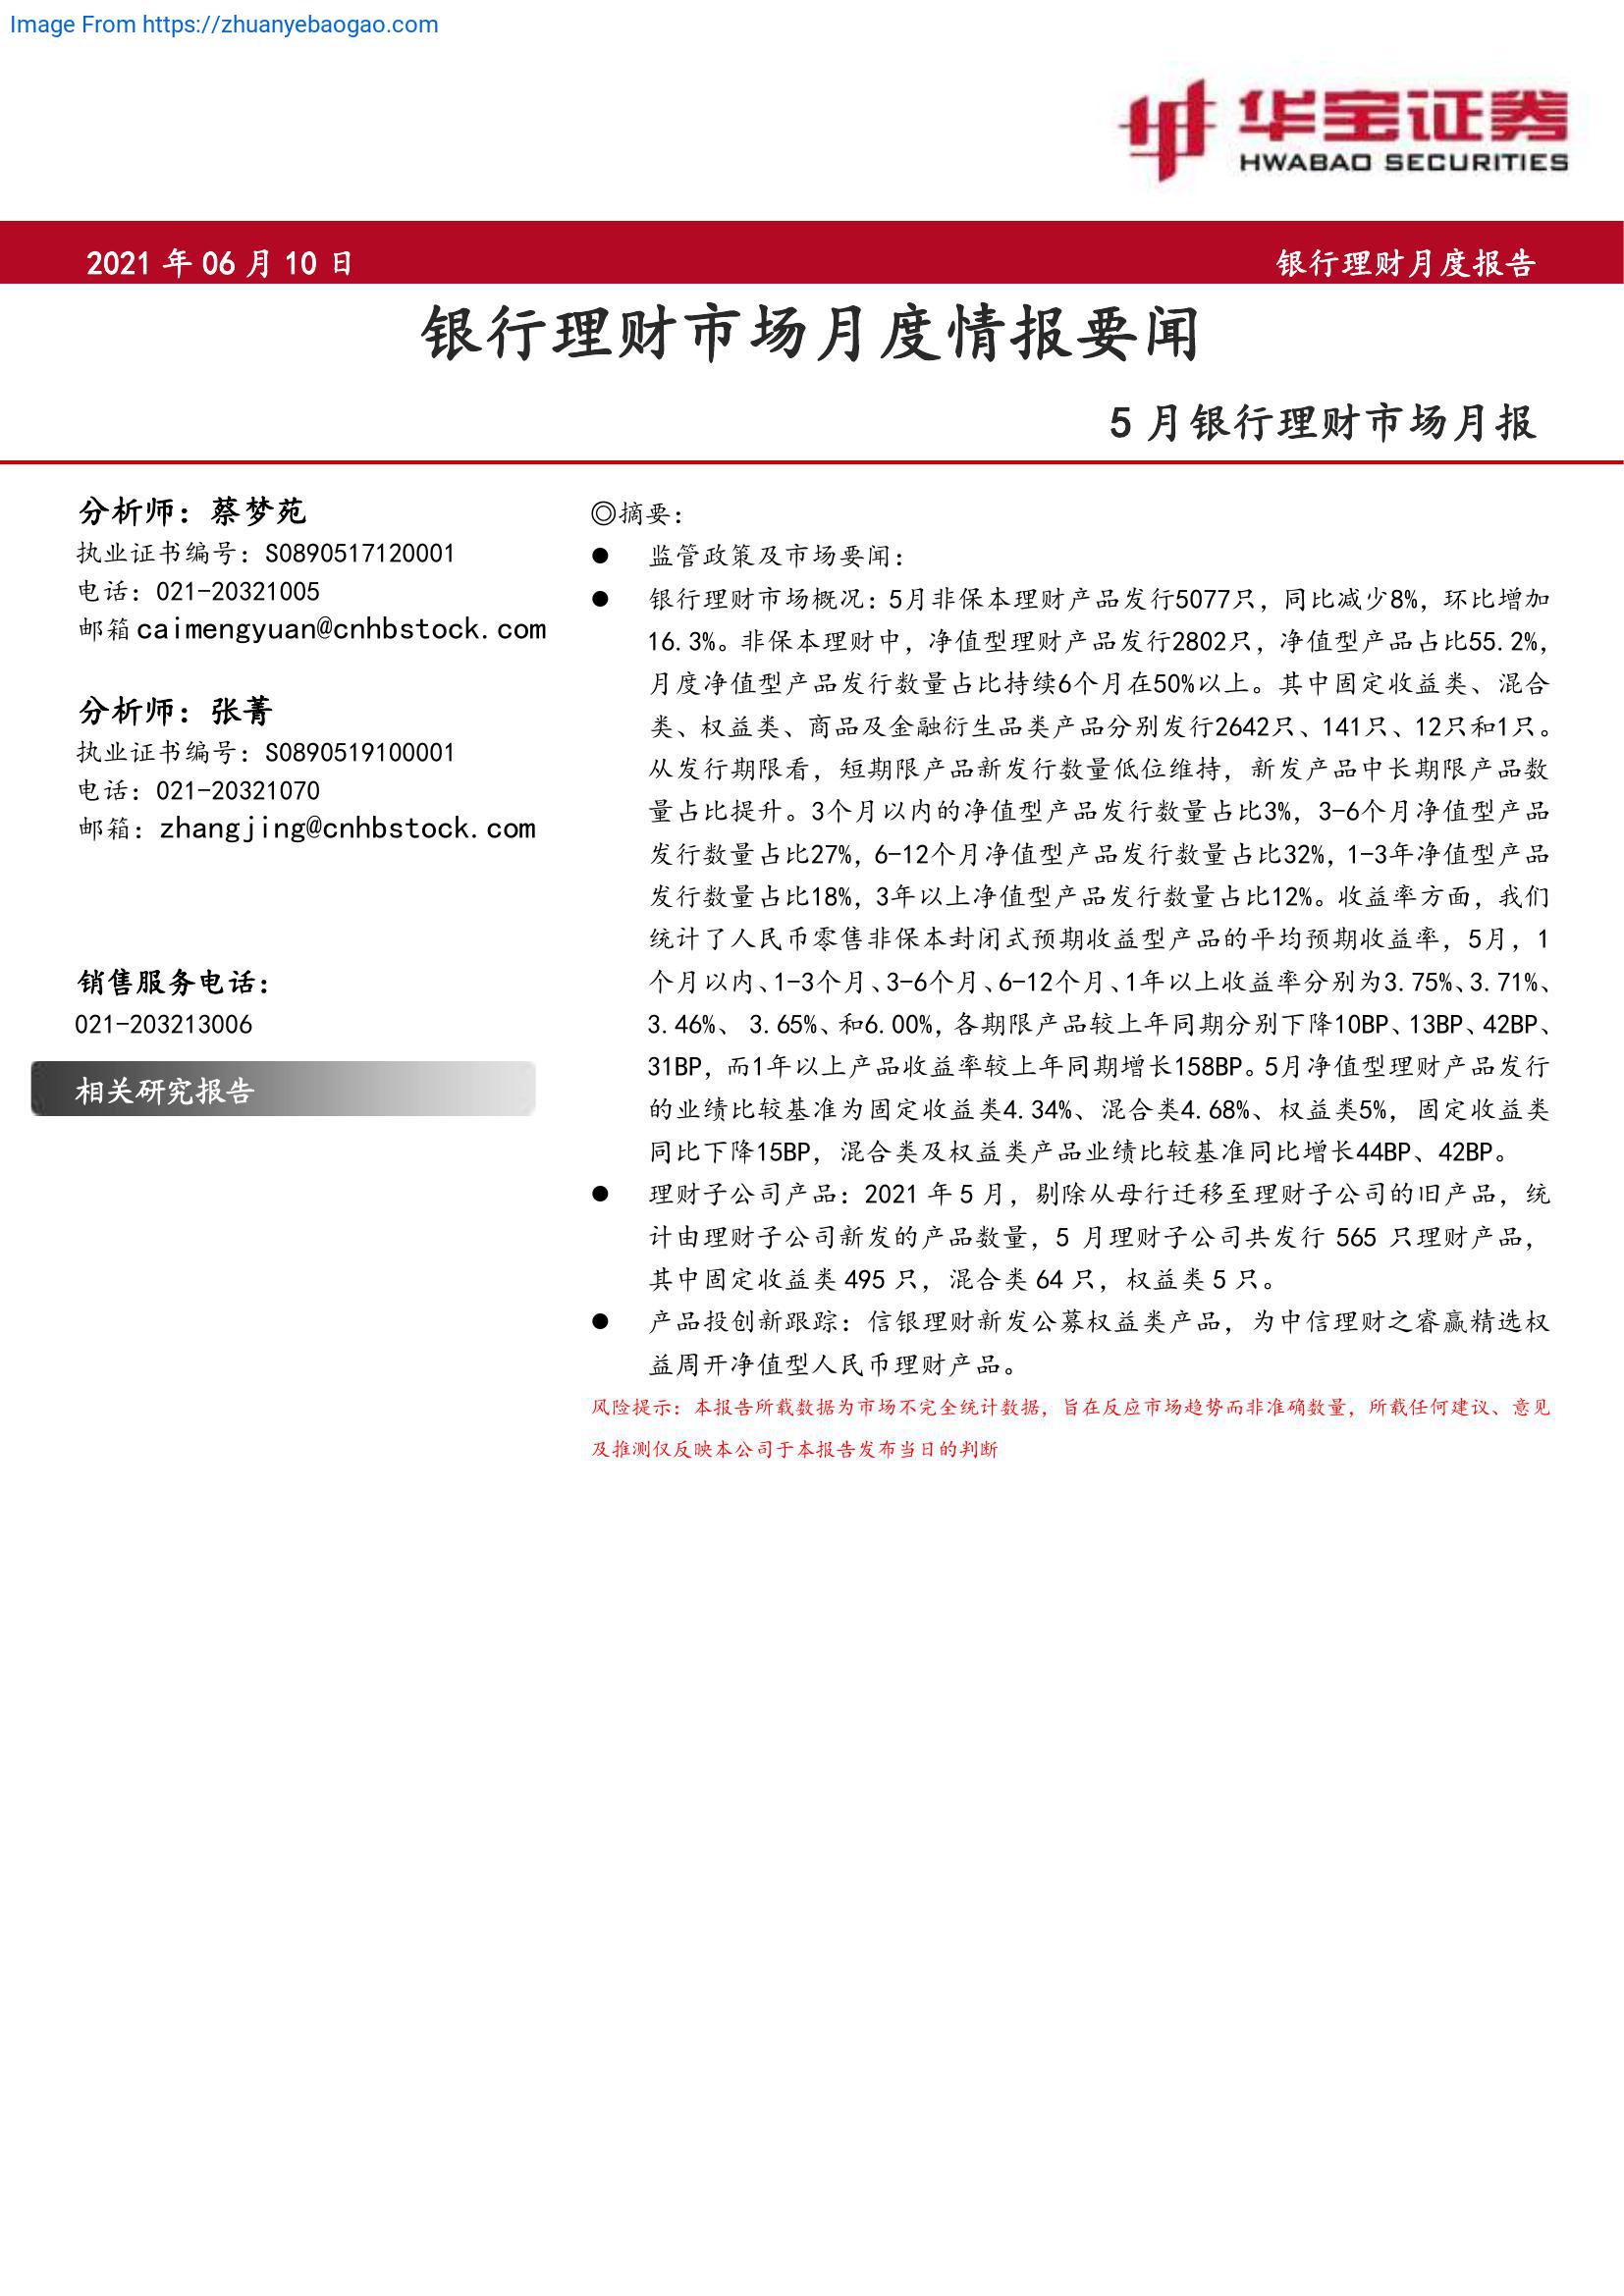 Image From https://zhuanyebaogao.com
华宝证券
HWABAO SECURITIES
2021 年 06 月 10 日
银行理财月度报告
银行理财市场月度情报要闻
5 月银行理财市场月报
分析师：蔡梦苑
执业证书编号：S0890517120001
电话：021-20321005
邮箱 caimengyuan@cnhbstock.com
分析师：张菁
执业证书编号：S0890519100001
电话：021-20321070
邮箱：zhangjing@cnhbstock.com
销售服务电话：
021-203213006
相关研究报告
◎摘要：
● 监管政策及市场要闻：
● 银行理财市场概况：5月非保本理财产品发行5077只，同比减少8%，环比增加
16.3%。非保本理财中，净值型理财产品发行2802只，净值型产品占比55.2%，
月度净值型产品发行数量占比持续6个月在50%以上。其中固定收益类、混合
类、权益类、商品及金融衍生品类产品分别发行2642只、141只、12只和1只。
从发行期限看，短期限产品新发行数量低位维持，新发产品中长期限产品数
量占比提升。3个月以内的净值型产品发行数量占比3%，3-6个月净值型产品
发行数量占比27%，6-12个月净值型产品发行数量占比32%，1-3年净值型产品
发行数量占比18%，3年以上净值型产品发行数量占比12%。收益率方面，我们
统计了人民币零售非保本封闭式预期收益型产品的平均预期收益率，5月，1
个月以内、1-3个月、3-6个月、6-12个月、1年以上收益率分别为3.75%、3.71%、
3.46%、 3.65%、和6.00%，各期限产品较上年同期分别下降10BP、13BP、42BP、
31BP，而1年以上产品收益率较上年同期增长158BP。5月净值型理财产品发行
的业绩比较基准为固定收益类4.34%、混合类4.68%、权益类5%，固定收益类
同比下降15BP，混合类及权益类产品业绩比较基准同比增长44BP、42BP。
● 理财子公司产品：2021 年 5 月，剔除从母行迁移至理财子公司的旧产品，统
计由理财子公司新发的产品数量，5 月理财子公司共发行 565 只理财产品，
其中固定收益类 495 只，混合类 64 只，权益类 5 只。
● 产品投创新跟踪：信银理财新发公募权益类产品，为中信理财之睿赢精选权
益周开净值型人民币理财产品。
风险提示：本报告所载数据为市场不完全统计数据，旨在反应市场趋势而非准确数量，所载任何建议、意见
及推测仅反映本公司于本报告发布当日的判断